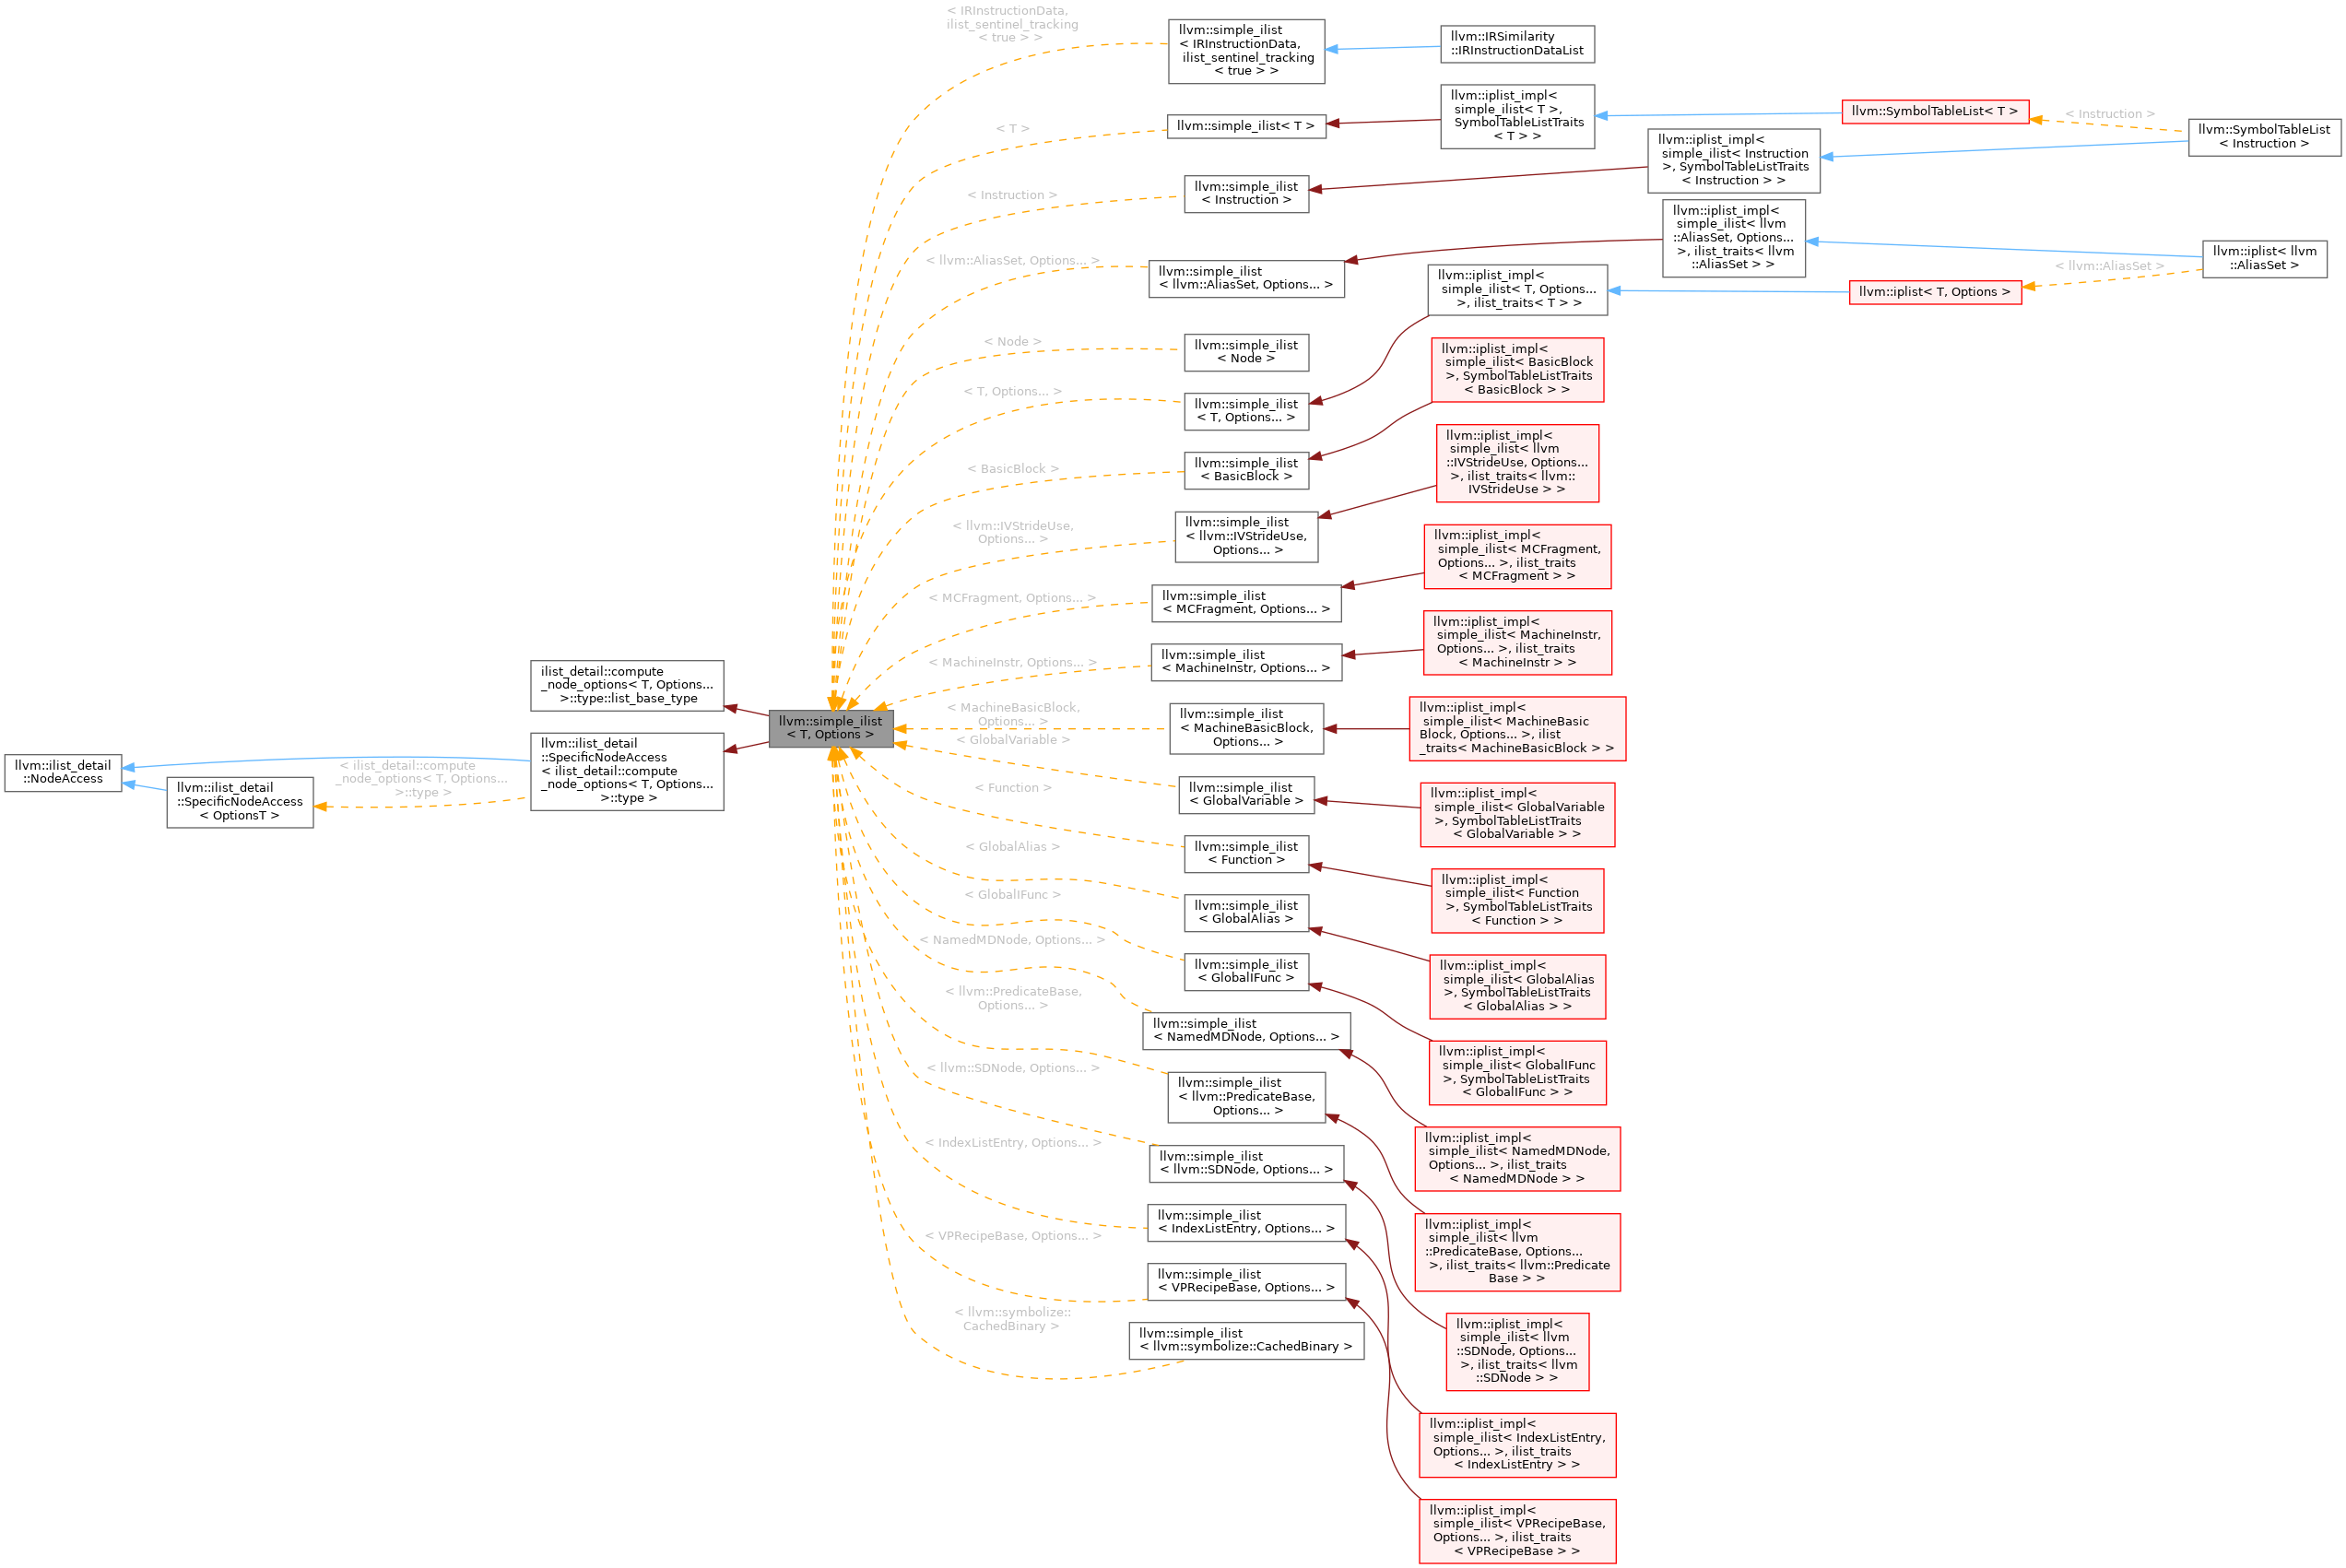 llvm::ilist_detail
::NodeAccess
llvm::ilist_detail
::SpecificNodeAccess
< OptionsT >
< ilist_detail::compute
_node_options< T, Options...
>::type >
ilist_detail::compute
_node_options< T, Options...
>::type::list_base_type
llvm::ilist_detail
::SpecificNodeAccess
< ilist_detail::compute
_node_options< T, Options...
>::type >
llvm::simple_ilist
< T, Options >
< IRInstructionData,
ilist_sentinel_tracking
< true > >
< T >
< Instruction >
< llvm::AliasSet, Options... >
< Node >
< T, Options... >
< BasicBlock >
< llvm::IVStrideUse,
Options... >
< MCFragment, Options... >
< MachineInstr, Options... >
< MachineBasicBlock,
Options... >
< GlobalVariable >
< Function >
< GlobalAlias >
< GlobalIFunc >
< NamedMDNode, Options... >
< llvm::PredicateBase,
Options... >
< llvm::SDNode, Options... >
< IndexListEntry, Options... >
< VPRecipeBase, Options... >
< llvm::symbolize::
CachedBinary >
llvm::simple_ilist
< IRInstructionData,
ilist_sentinel_tracking
< true > >
llvm::simple_ilist< T >
llvm::simple_ilist
< Instruction >
llvm::simple_ilist
< llvm::AliasSet, Options... >
llvm::simple_ilist
< Node >
llvm::simple_ilist
< T, Options... >
llvm::simple_ilist
< BasicBlock >
llvm::simple_ilist
< llvm::IVStrideUse,
Options... >
llvm::simple_ilist
< MCFragment, Options... >
llvm::simple_ilist
< MachineInstr, Options... >
llvm::simple_ilist
< MachineBasicBlock,
Options... >
llvm::simple_ilist
< GlobalVariable >
llvm::simple_ilist
< Function >
llvm::simple_ilist
< GlobalAlias >
llvm::simple_ilist
< GlobalIFunc >
llvm::simple_ilist
< NamedMDNode, Options... >
llvm::simple_ilist
< llvm::PredicateBase,
Options... >
llvm::simple_ilist
< llvm::SDNode, Options... >
llvm::simple_ilist
< IndexListEntry, Options... >
llvm::simple_ilist
< VPRecipeBase, Options... >
llvm::simple_ilist
< llvm::symbolize::CachedBinary >
llvm::IRSimilarity
::IRInstructionDataList
llvm::iplist_impl<
simple_ilist< T >,
SymbolTableListTraits
< T > >
llvm::iplist_impl<
simple_ilist< Instruction
>, SymbolTableListTraits
< Instruction > >
llvm::iplist_impl<
simple_ilist< llvm
::AliasSet, Options...
>, ilist_traits< llvm
::AliasSet > >
llvm::iplist_impl<
simple_ilist< T, Options...
>, ilist_traits< T > >
llvm::iplist_impl<
simple_ilist< BasicBlock
>, SymbolTableListTraits
< BasicBlock > >
llvm::iplist_impl<
simple_ilist< llvm
::IVStrideUse, Options...
>, ilist_traits< llvm::
IVStrideUse > >
llvm::iplist_impl<
simple_ilist< MCFragment,
Options... >, ilist_traits
< MCFragment > >
llvm::iplist_impl<
simple_ilist< MachineInstr,
Options... >, ilist_traits
< MachineInstr > >
llvm::iplist_impl<
simple_ilist< MachineBasic
Block, Options... >, ilist
_traits< MachineBasicBlock > >
llvm::iplist_impl<
simple_ilist< GlobalVariable
>, SymbolTableListTraits
< GlobalVariable > >
llvm::iplist_impl<
simple_ilist< Function
>, SymbolTableListTraits
< Function > >
llvm::iplist_impl<
simple_ilist< GlobalAlias
>, SymbolTableListTraits
< GlobalAlias > >
llvm::iplist_impl<
simple_ilist< GlobalIFunc
>, SymbolTableListTraits
< GlobalIFunc > >
llvm::iplist_impl<
simple_ilist< NamedMDNode,
Options... >, ilist_traits
< NamedMDNode > >
llvm::iplist_impl<
simple_ilist< llvm
::PredicateBase, Options...
>, ilist_traits< llvm::Predicate
Base > >
llvm::iplist_impl<
simple_ilist< llvm
::SDNode, Options...
>, ilist_traits< llvm
::SDNode > >
llvm::iplist_impl<
simple_ilist< IndexListEntry,
Options... >, ilist_traits
< IndexListEntry > >
llvm::iplist_impl<
simple_ilist< VPRecipeBase,
Options... >, ilist_traits
< VPRecipeBase > >
llvm::SymbolTableList< T >
< Instruction >
llvm::SymbolTableList
< Instruction >
llvm::iplist< T, Options >
< llvm::AliasSet >
llvm::iplist< llvm
::AliasSet >